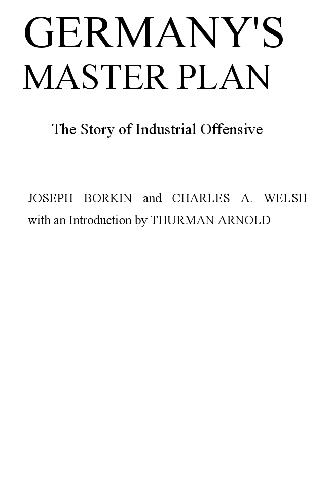 GERMANY'S
MASTER PLAN
The Story of Industrial Offensive
JOSEPH BORKIN and CHARLES A. WELSH
with an Introduction by THURMAN ARNOLD